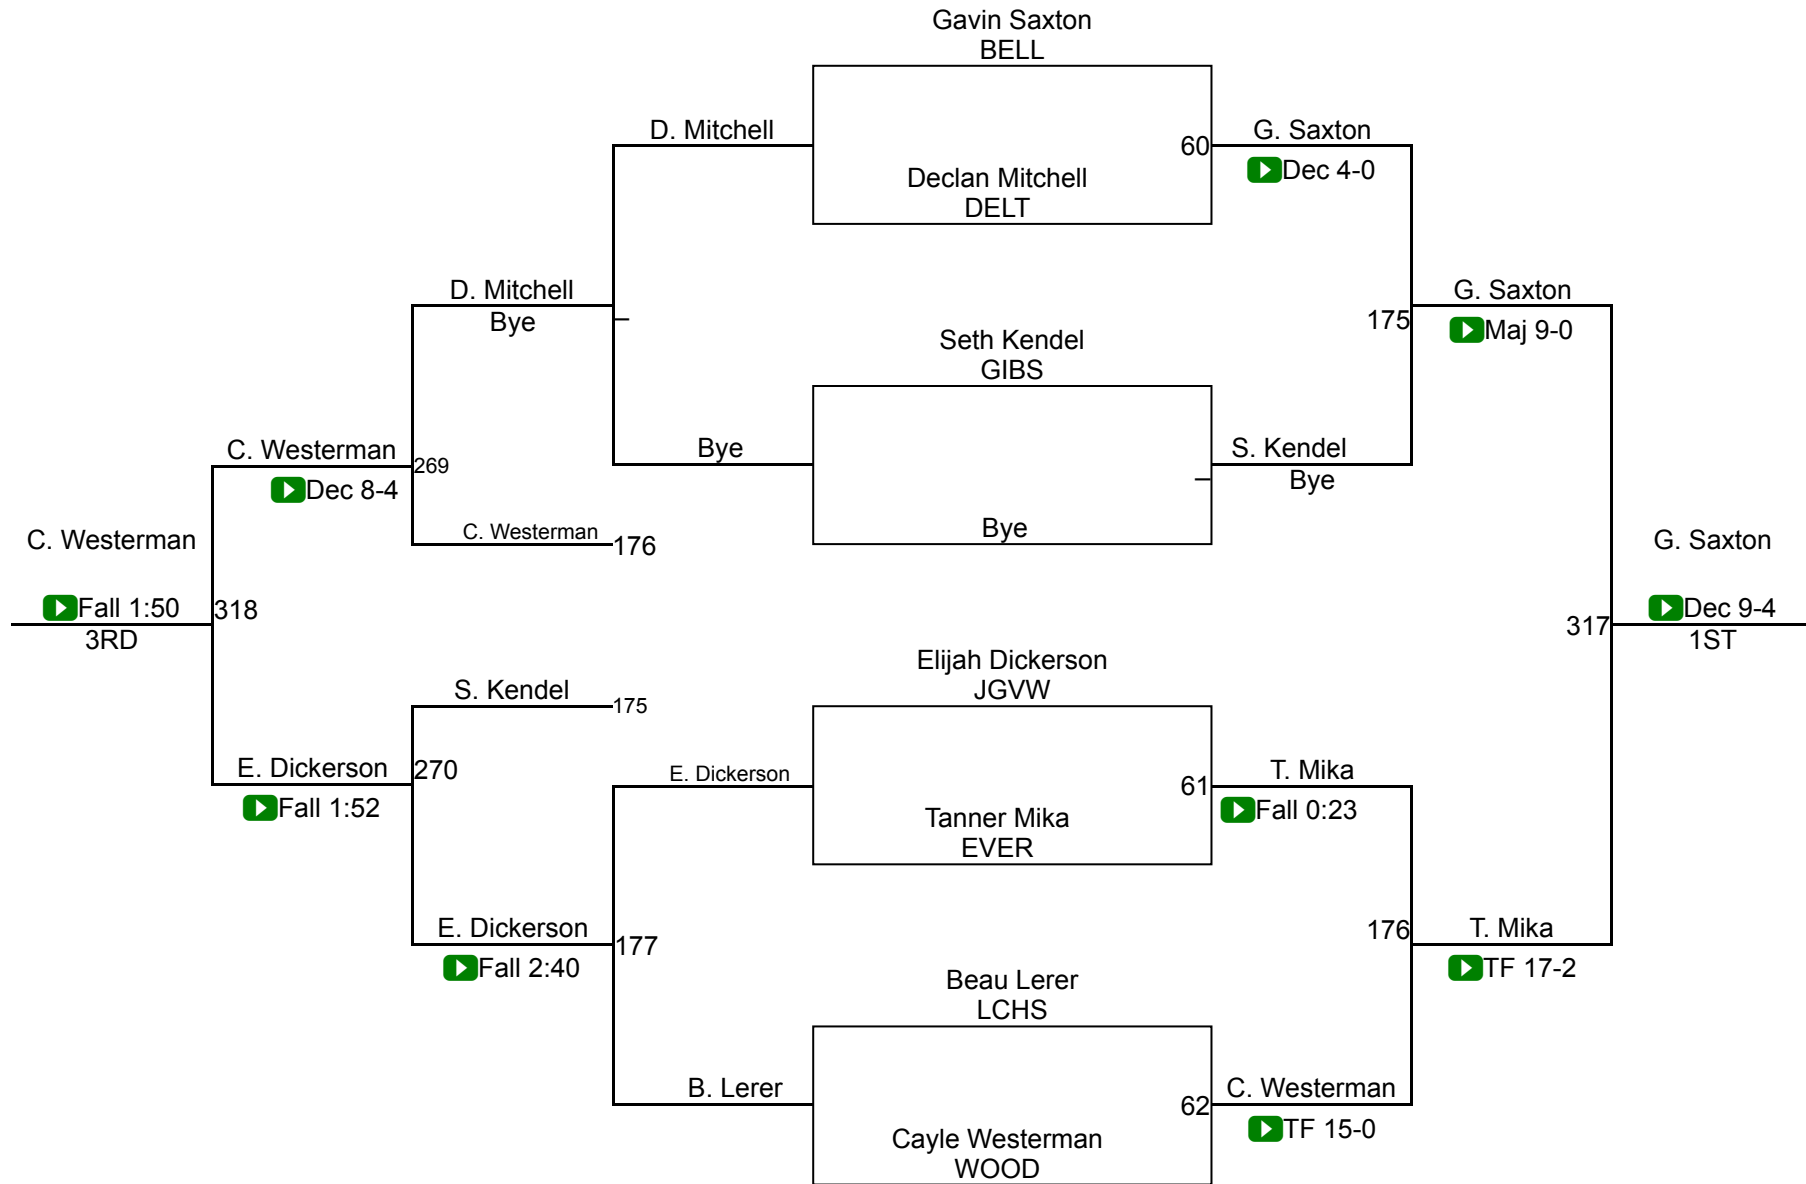 Gavin Saxton
BELL
D. Mitchell
60
G. Saxton
Dec 4-0
Declan Mitchell
DELT
D. Mitchell
Bye
G. Saxton
175
Maj 9-0
Seth Kendel
GIBS
C. Westerman
269
Dec 8-4
Bye
S. Kendel
Bye
C. Westerman
176
Bye
C. Westerman
Fall 1:50
318
3RD
G. Saxton
317
Dec 9-4
1ST
Elijah Dickerson
JGVW
S. Kendel
175
E. Dickerson
270
Fall 1:52
E. Dickerson
61
T. Mika
Fall 0:23
Tanner Mika
EVER
E. Dickerson
177
Fall 2:40
176
T. Mika
TF 17-2
Beau Lerer
LCHS
B. Lerer
62
C. Westerman
TF 15-0
Cayle Westerman
WOOD